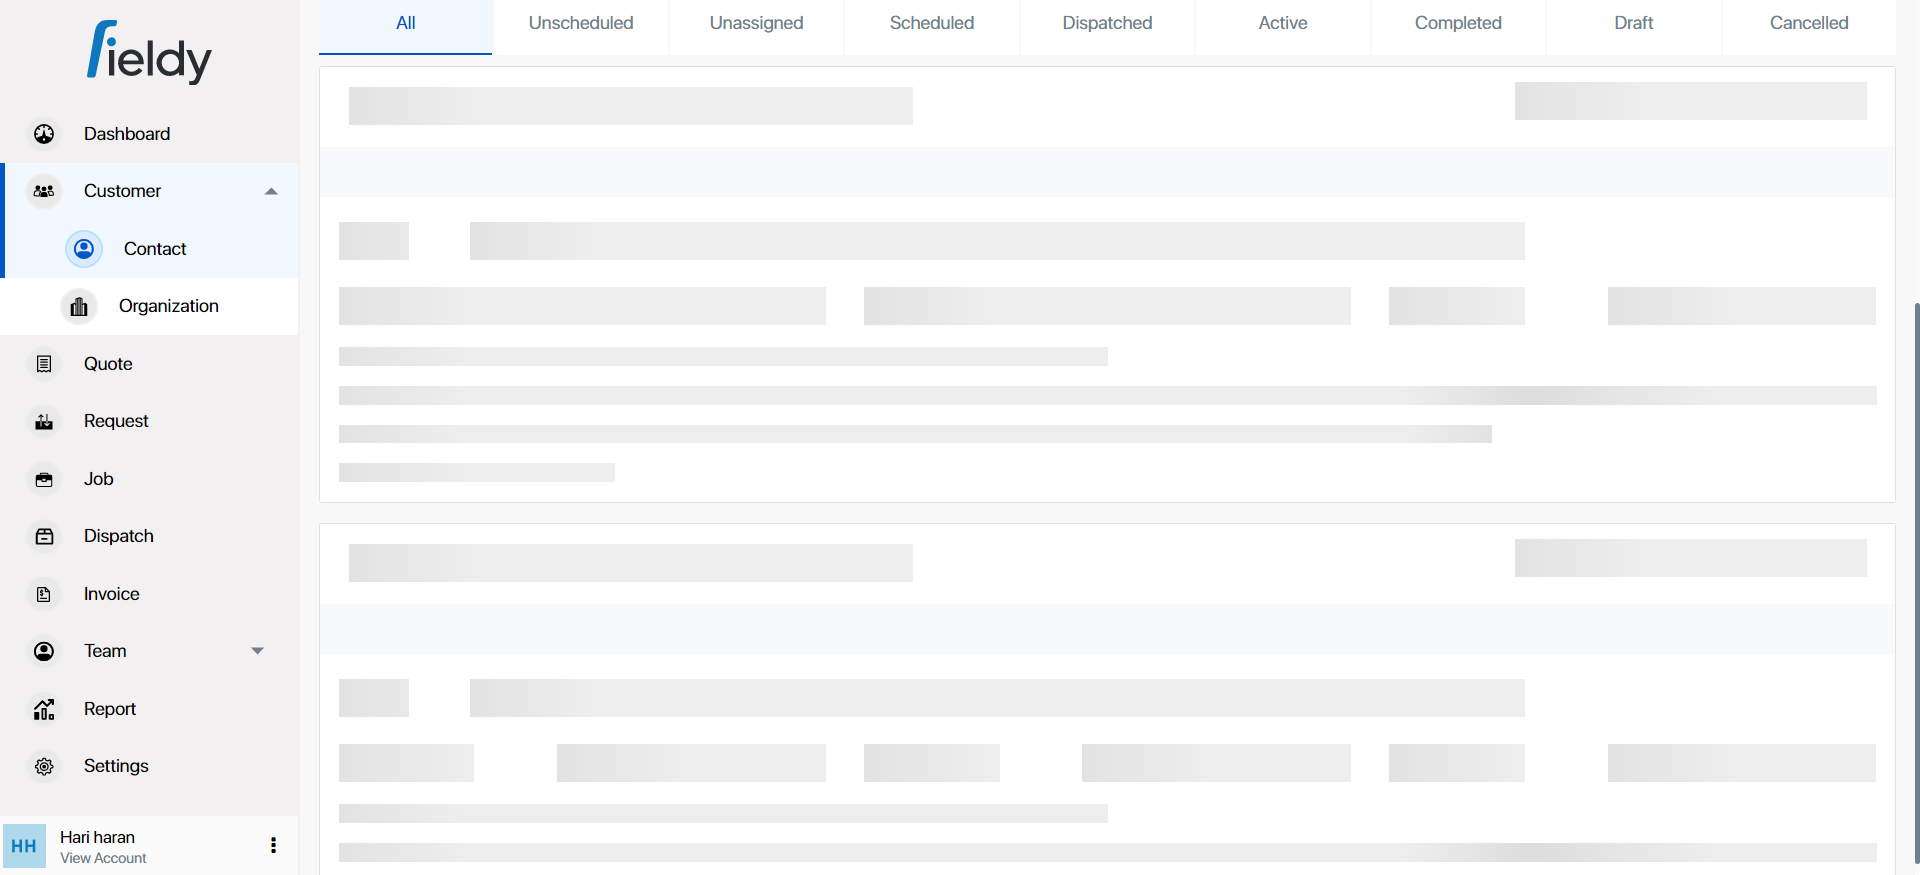 fieldy
Dashboard
Customer
Contact
Organization
Quote
Request
Job
Dispatch
Invoice
Team
Report
Settings
HH
Hari haran
View Account
All Unscheduled Unassigned Scheduled Dispatched Active Completed Draft Cancelled